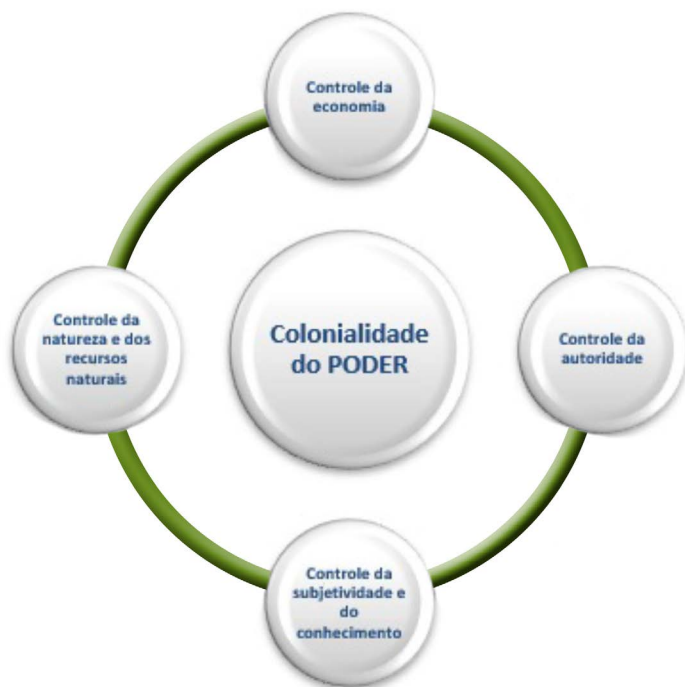 Controle da
economia
Controle da
natureza e dos
recursos
naturais
Colonialidade
do PODER
Controle da
autoridade
Controle da
subjetividade e
do
conhecimento